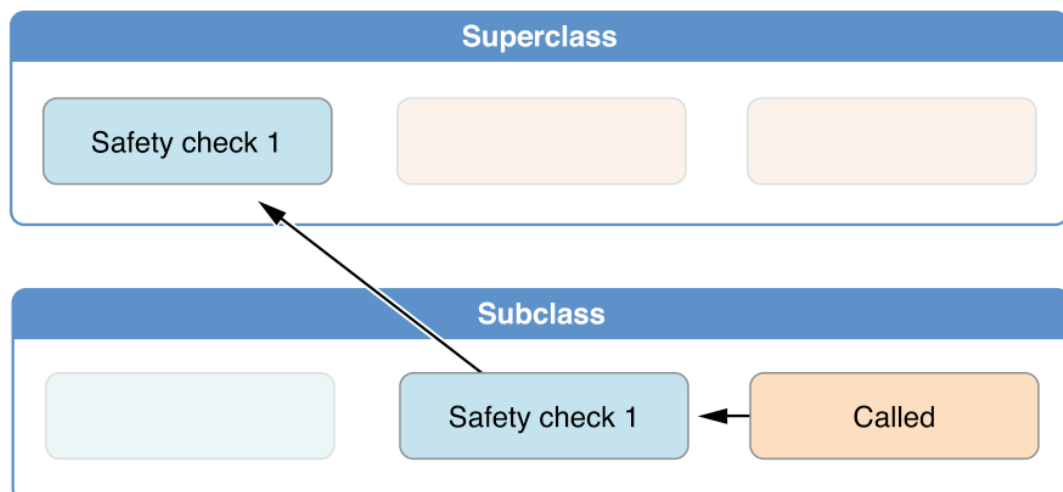 Superclass
Safety check 1
Subclass
Safety check 1
Called